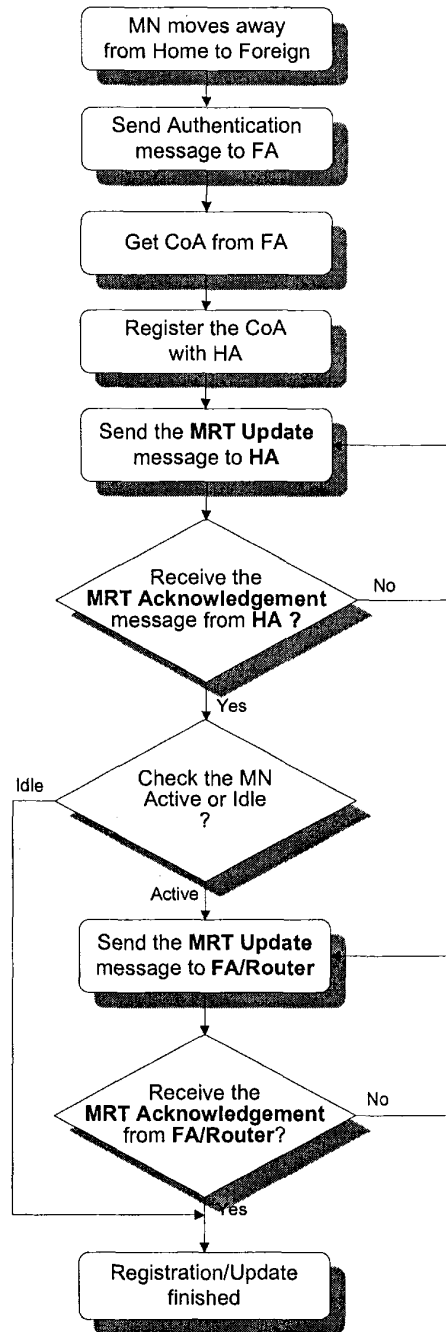 MN moves away
from Home to Foreign
Send Authentication
message to FA
Get CoA from FA
Register the CoA
with HA
Send the MRT Update
message to HA
Receive the
MRT Acknowledgement
message from HA ?
No
Yes
Idle
Check the MN
Active or Idle
?
Active
Send the MRT Update
message to FA/Router
Receive the
MRT Acknowledgement
from FA/Router?
No
Yes
Registration/Update
finished